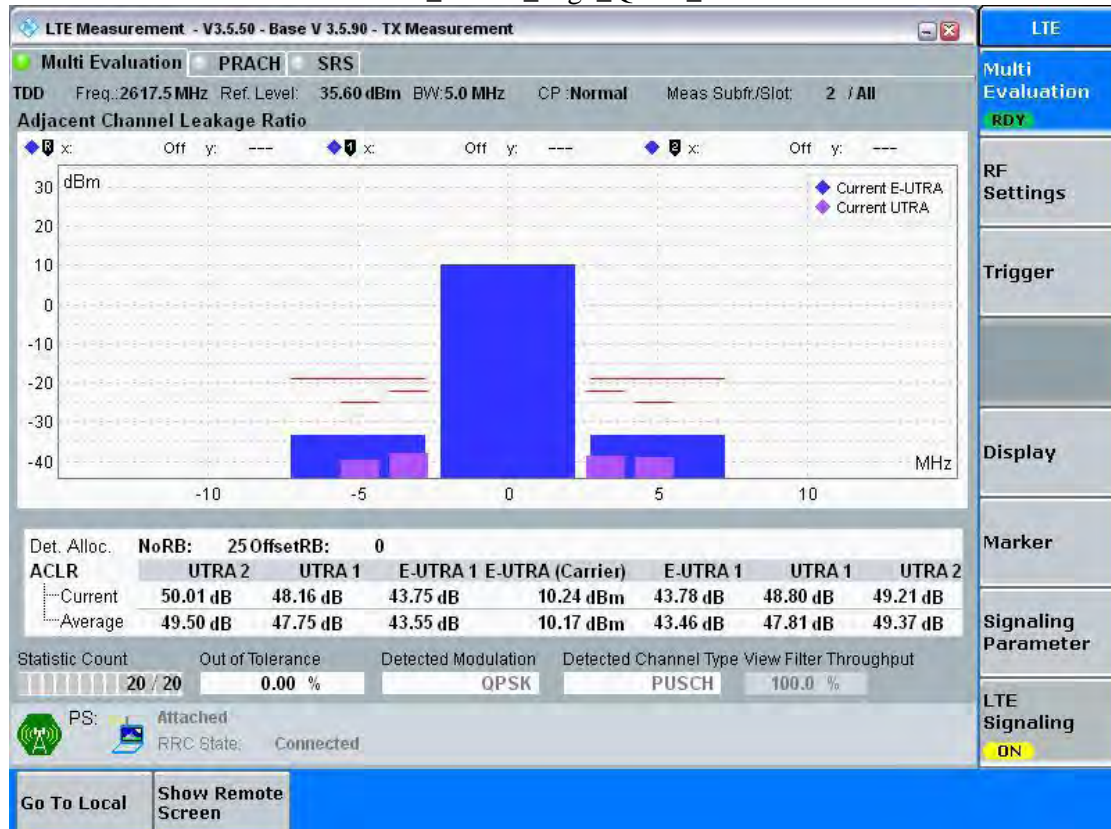 LTE Measurement - V3.5.50 - Base V 3.5.90 - TX Measurement
Multi Evaluation PRACH SRS
TDD Freq.:2617.5 MHz Ref. Level: 35.60 dBm BW:5.0 MHz CP :Normal Meas Subfr./Slot: 2 / All
Adjacent Channel Leakage Ratio
R x: Off y: --- 1 x: Off y: --- 2 x: Off y: ---
dBm
Current E-UTRA
Current UTRA
30
20
10
0
-10
-20
-30
-40
MHz
-10 -5 0 5 10
Det. Alloc. NoRB: 25 OffsetRB: 0
ACLR UTRA 2 UTRA 1 E-UTRA 1 E-UTRA (Carrier) E-UTRA 1 UTRA 1 UTRA 2
Current 50.01 dB 48.16 dB 43.75 dB 10.24 dBm 43.78 dB 48.80 dB 49.21 dB
Average 49.50 dB 47.75 dB 43.55 dB 10.17 dBm 43.46 dB 47.81 dB 49.37 dB
Statistic Count Out of Tolerance Detected Modulation Detected Channel Type View Filter Throughput
20 / 20 0.00 % QPSK PUSCH 100.0 %
PS: Attached
RRC State: Connected
Go To Local
Show Remote
Screen
LTE
Multi
Evaluation
RDY
RF
Settings
Trigger
Display
Marker
Signaling
Parameter
LTE
Signaling
ON